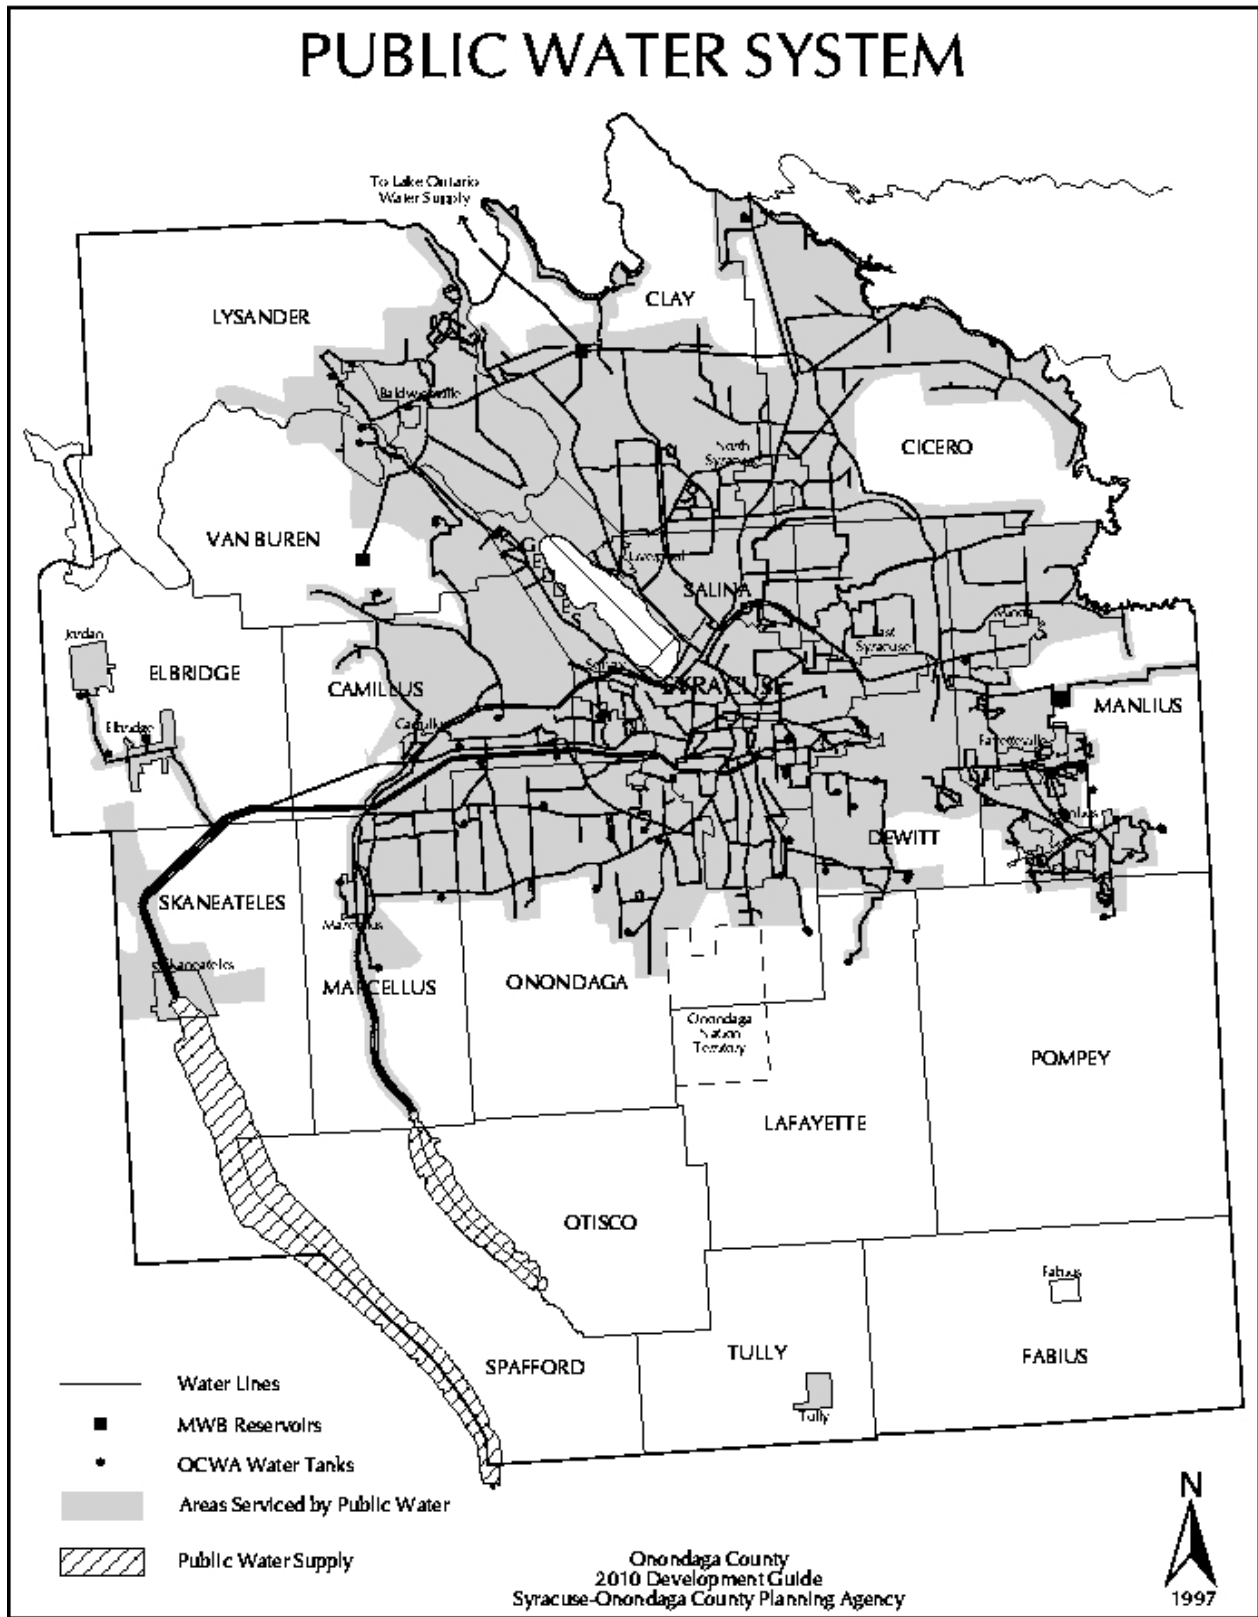 PUBLIC WATER SYSTEM
To Lake Ontario
Water Supply
CLAY
LYSANDER
Baldwinsville
North
Syracuse
CICERO
VAN BUREN
GEDDES
Liverpool
SALINA
Jordan
East
Syracuse
Minoa
ELBRIDGE
CAMILLUS
Solvay
SYRACUSE
MANLIUS
Elbridge
Camillus
Fayetteville
Manlius
DEWITT
SKANEATELES
Marcellus
Skaneateles
MARCELLUS
ONONDAGA
Onondaga
Nation
Territory
POMPEY
LAFAYETTE
OTISCO
Fabius
TULLY
FABIUS
SPAFFORD
Tully
Water Lines
MWB Reservoirs
OCWA Water Tanks
Areas Serviced by Public Water
Public Water Supply
Onondaga County
2010 Development Guide
Syracuse-Onondaga County Planning Agency
N
1997